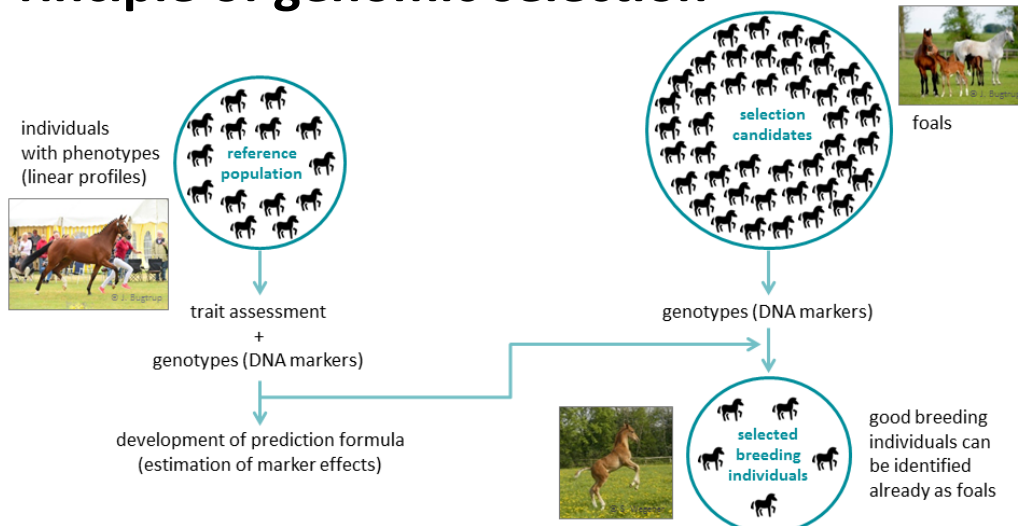 individuals
with phenotypes
(linear profiles)
reference
population
selection
candidates
foals
© J. Bugtrup
trait assessment
+
genotypes (DNA markers)
genotypes (DNA markers)
development of prediction formula
(estimation of marker effects)
selected
breeding
individuals
good breeding
individuals can
be identified
already as foals